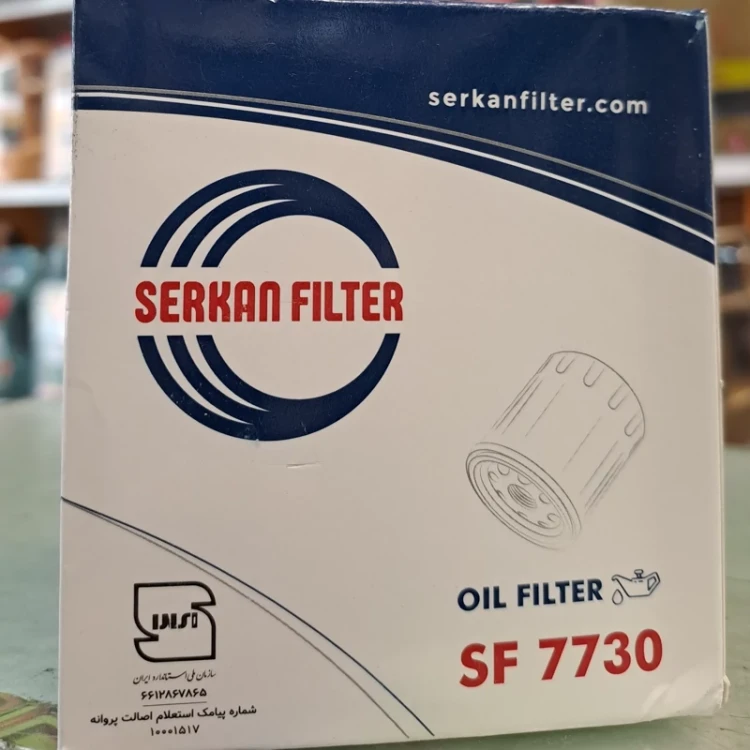 serkanfilter.com
SERKAN FILTER
OIL FILTER
SF 7730
سازمان ملی استاندارد ایران
۶۶۱۲۸۶۷۸۶۵
شماره پیامک استعلام اصالت پروانه
۱۰۰۰۱۵۱۷